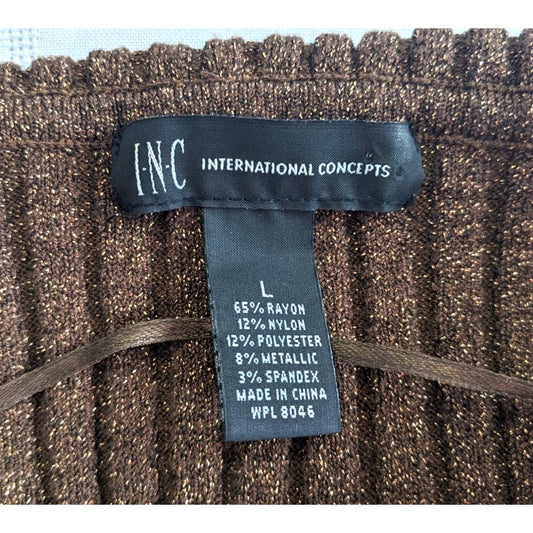 I·N·C INTERNATIONAL CONCEPTS
L
65% RAYON
12% NYLON
12% POLYESTER
8% METALLIC
3% SPANDEX
MADE IN CHINA
WPL 8046